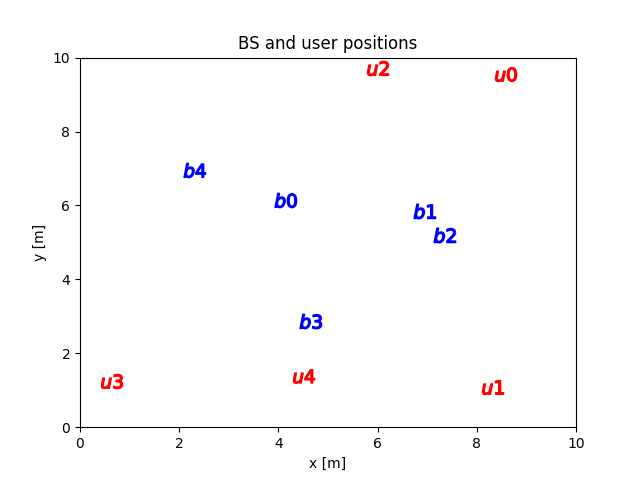 BS and user positions
10
u2
u0
8
b4
b0
6
b1
b2
y [m]
4
b3
2
u4
u3
u1
0
0 2 4 6 8 10
x [m]